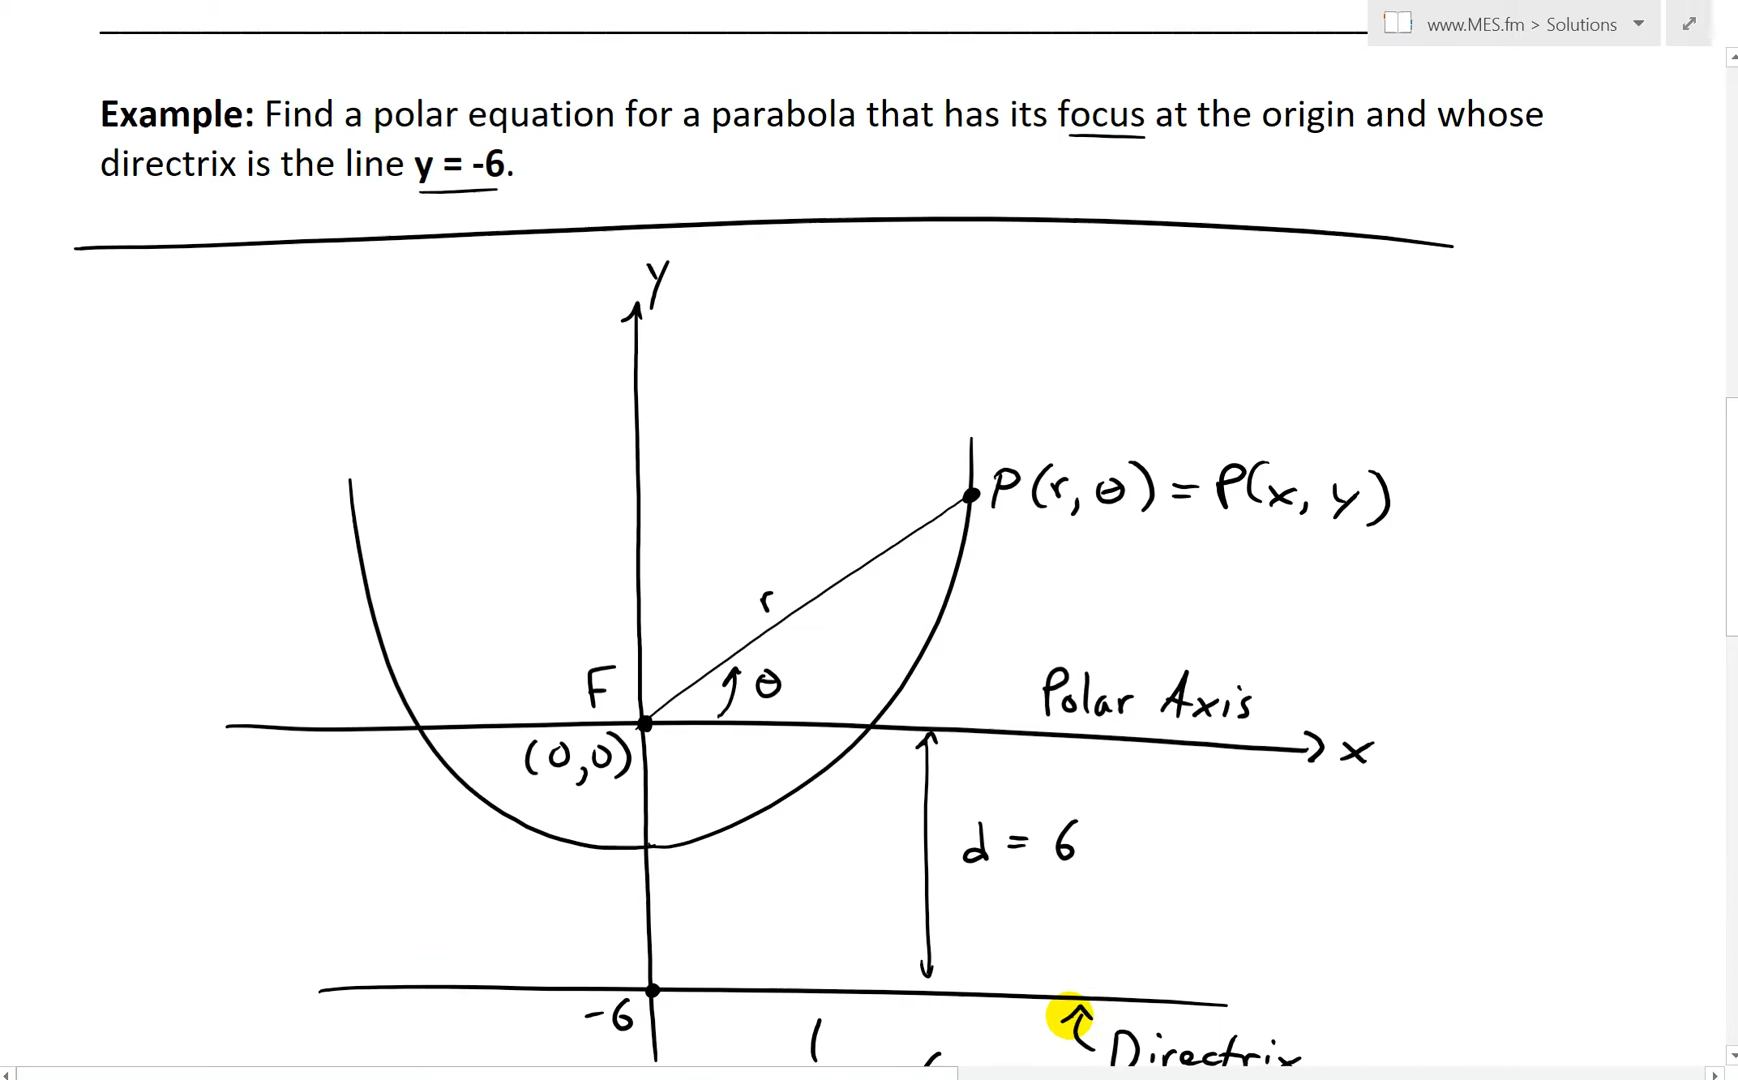 www.MES.fm > Solutions
Example: Find a polar equation for a parabola that has its focus at the origin and whose
directrix is the line y = -6.
y
P(r, θ) = P(x, y)
r
F
θ
Polar Axis
(0,0)
x
d = 6
-6
Directrix